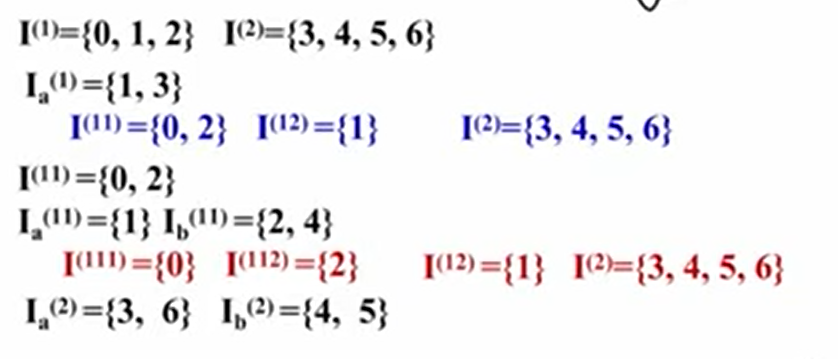 I⁽¹⁾={0, 1, 2} I⁽²⁾={3, 4, 5, 6}
Iₐ⁽¹⁾={1, 3}
I⁽¹¹⁾={0, 2} I⁽¹²⁾={1} I⁽²⁾={3, 4, 5, 6}
I⁽¹¹⁾={0, 2}
Iₐ⁽¹¹⁾={1} I_b⁽¹¹⁾={2, 4}
I⁽¹¹¹⁾={0} I⁽¹¹²⁾={2} I⁽¹²⁾={1} I⁽²⁾={3, 4, 5, 6}
Iₐ⁽²⁾={3, 6} I_b⁽²⁾={4, 5}